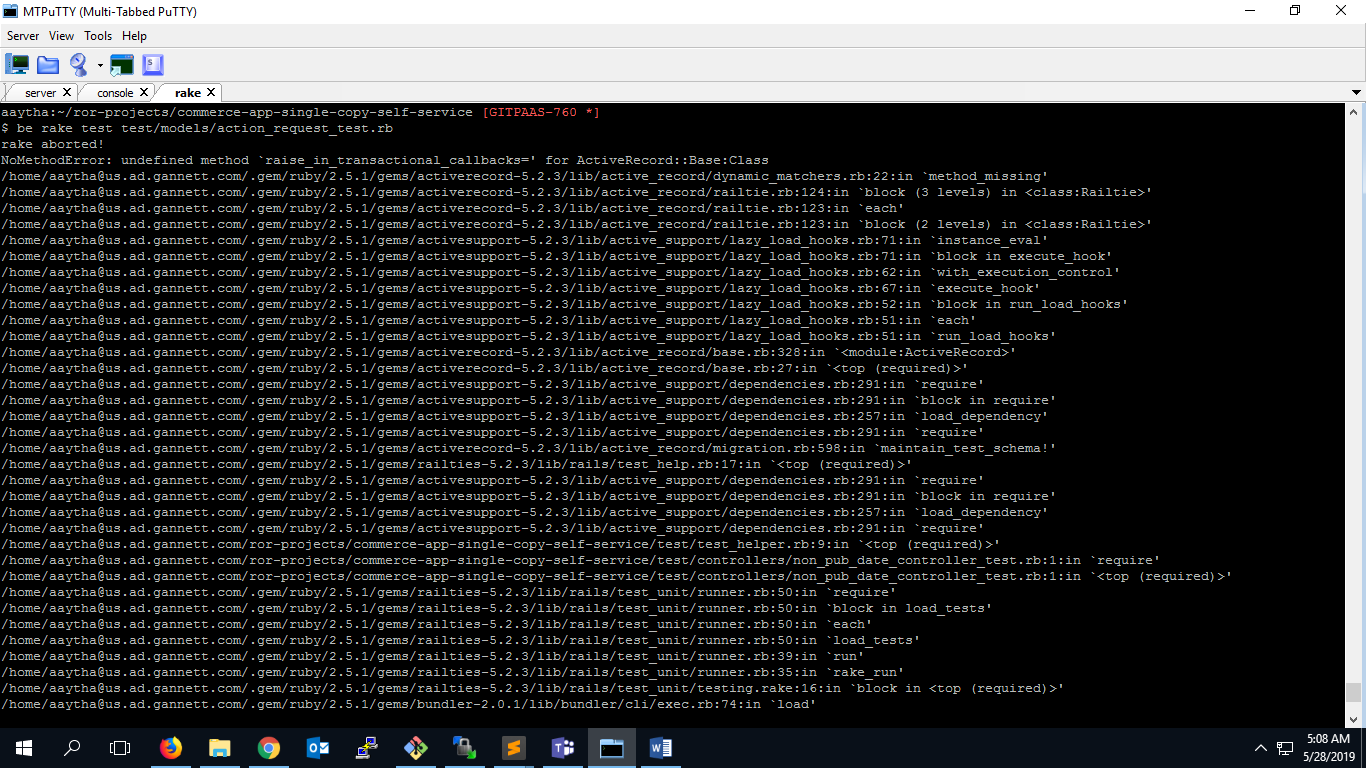 MTPuTTY (Multi-Tabbed PuTTY)
Server View Tools Help
server console rake
aaytha:~/ror-projects/commerce-app-single-copy-self-service [GITPAAS-760 *]
$ be rake test test/models/action_request_test.rb
rake aborted!
NoMethodError: undefined method `raise_in_transactional_callbacks=' for ActiveRecord::Base:Class
/home/aaytha@us.ad.gannett.com/.gem/ruby/2.5.1/gems/activerecord-5.2.3/lib/active_record/dynamic_matchers.rb:22:in `method_missing'
/home/aaytha@us.ad.gannett.com/.gem/ruby/2.5.1/gems/activerecord-5.2.3/lib/active_record/railtie.rb:124:in `block (3 levels) in <class:Railtie>'
/home/aaytha@us.ad.gannett.com/.gem/ruby/2.5.1/gems/activerecord-5.2.3/lib/active_record/railtie.rb:123:in `each'
/home/aaytha@us.ad.gannett.com/.gem/ruby/2.5.1/gems/activerecord-5.2.3/lib/active_record/railtie.rb:123:in `block (2 levels) in <class:Railtie>'
/home/aaytha@us.ad.gannett.com/.gem/ruby/2.5.1/gems/activesupport-5.2.3/lib/active_support/lazy_load_hooks.rb:71:in `instance_eval'
/home/aaytha@us.ad.gannett.com/.gem/ruby/2.5.1/gems/activesupport-5.2.3/lib/active_support/lazy_load_hooks.rb:71:in `block in execute_hook'
/home/aaytha@us.ad.gannett.com/.gem/ruby/2.5.1/gems/activesupport-5.2.3/lib/active_support/lazy_load_hooks.rb:62:in `with_execution_control'
/home/aaytha@us.ad.gannett.com/.gem/ruby/2.5.1/gems/activesupport-5.2.3/lib/active_support/lazy_load_hooks.rb:67:in `execute_hook'
/home/aaytha@us.ad.gannett.com/.gem/ruby/2.5.1/gems/activesupport-5.2.3/lib/active_support/lazy_load_hooks.rb:52:in `block in run_load_hooks'
/home/aaytha@us.ad.gannett.com/.gem/ruby/2.5.1/gems/activesupport-5.2.3/lib/active_support/lazy_load_hooks.rb:51:in `each'
/home/aaytha@us.ad.gannett.com/.gem/ruby/2.5.1/gems/activesupport-5.2.3/lib/active_support/lazy_load_hooks.rb:51:in `run_load_hooks'
/home/aaytha@us.ad.gannett.com/.gem/ruby/2.5.1/gems/activerecord-5.2.3/lib/active_record/base.rb:328:in `<module:ActiveRecord>'
/home/aaytha@us.ad.gannett.com/.gem/ruby/2.5.1/gems/activerecord-5.2.3/lib/active_record/base.rb:27:in `<top (required)>'
/home/aaytha@us.ad.gannett.com/.gem/ruby/2.5.1/gems/activesupport-5.2.3/lib/active_support/dependencies.rb:291:in `require'
/home/aaytha@us.ad.gannett.com/.gem/ruby/2.5.1/gems/activesupport-5.2.3/lib/active_support/dependencies.rb:291:in `block in require'
/home/aaytha@us.ad.gannett.com/.gem/ruby/2.5.1/gems/activesupport-5.2.3/lib/active_support/dependencies.rb:257:in `load_dependency'
/home/aaytha@us.ad.gannett.com/.gem/ruby/2.5.1/gems/activesupport-5.2.3/lib/active_support/dependencies.rb:291:in `require'
/home/aaytha@us.ad.gannett.com/.gem/ruby/2.5.1/gems/activerecord-5.2.3/lib/active_record/migration.rb:598:in `maintain_test_schema!'
/home/aaytha@us.ad.gannett.com/.gem/ruby/2.5.1/gems/railties-5.2.3/lib/rails/test_help.rb:17:in `<top (required)>'
/home/aaytha@us.ad.gannett.com/.gem/ruby/2.5.1/gems/activesupport-5.2.3/lib/active_support/dependencies.rb:291:in `require'
/home/aaytha@us.ad.gannett.com/.gem/ruby/2.5.1/gems/activesupport-5.2.3/lib/active_support/dependencies.rb:291:in `block in require'
/home/aaytha@us.ad.gannett.com/.gem/ruby/2.5.1/gems/activesupport-5.2.3/lib/active_support/dependencies.rb:257:in `load_dependency'
/home/aaytha@us.ad.gannett.com/.gem/ruby/2.5.1/gems/activesupport-5.2.3/lib/active_support/dependencies.rb:291:in `require'
/home/aaytha@us.ad.gannett.com/ror-projects/commerce-app-single-copy-self-service/test/test_helper.rb:9:in `<top (required)>'
/home/aaytha@us.ad.gannett.com/ror-projects/commerce-app-single-copy-self-service/test/controllers/non_pub_date_controller_test.rb:1:in `require'
/home/aaytha@us.ad.gannett.com/ror-projects/commerce-app-single-copy-self-service/test/controllers/non_pub_date_controller_test.rb:1:in `<top (required)>'
/home/aaytha@us.ad.gannett.com/.gem/ruby/2.5.1/gems/railties-5.2.3/lib/rails/test_unit/runner.rb:50:in `require'
/home/aaytha@us.ad.gannett.com/.gem/ruby/2.5.1/gems/railties-5.2.3/lib/rails/test_unit/runner.rb:50:in `block in load_tests'
/home/aaytha@us.ad.gannett.com/.gem/ruby/2.5.1/gems/railties-5.2.3/lib/rails/test_unit/runner.rb:50:in `each'
/home/aaytha@us.ad.gannett.com/.gem/ruby/2.5.1/gems/railties-5.2.3/lib/rails/test_unit/runner.rb:50:in `load_tests'
/home/aaytha@us.ad.gannett.com/.gem/ruby/2.5.1/gems/railties-5.2.3/lib/rails/test_unit/runner.rb:39:in `run'
/home/aaytha@us.ad.gannett.com/.gem/ruby/2.5.1/gems/railties-5.2.3/lib/rails/test_unit/runner.rb:35:in `rake_run'
/home/aaytha@us.ad.gannett.com/.gem/ruby/2.5.1/gems/railties-5.2.3/lib/rails/test_unit/testing.rake:16:in `block in <top (required)>'
/home/aaytha@us.ad.gannett.com/.gem/ruby/2.5.1/gems/bundler-2.0.1/lib/bundler/cli/exec.rb:74:in `load'
5:08 AM
5/28/2019